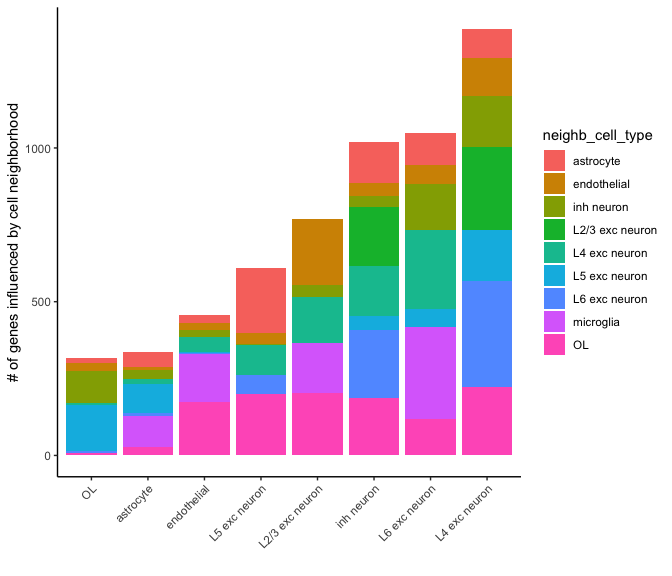 # of genes influenced by cell neighborhood
1000
500
0
OL
astrocyte
endothelial
L5 exc neuron
L2/3 exc neuron
inh neuron
L6 exc neuron
L4 exc neuron
neighb_cell_type
astrocyte
endothelial
inh neuron
L2/3 exc neuron
L4 exc neuron
L5 exc neuron
L6 exc neuron
microglia
OL